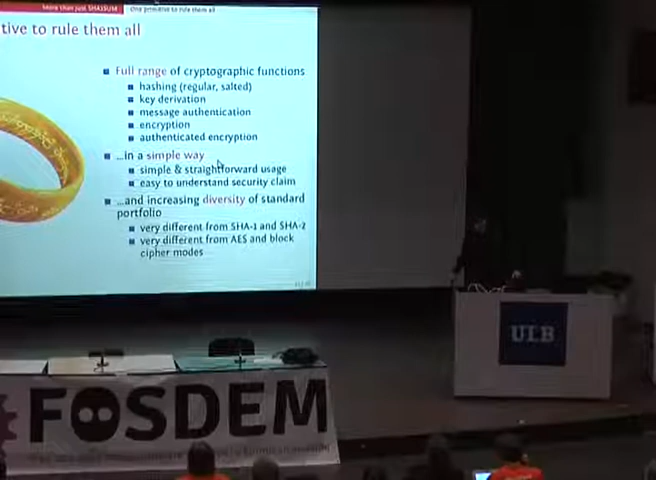 More than just SHA3SUM
One primitive to rule them all
tive to rule them all
Full range of cryptographic functions
hashing (regular, salted)
key derivation
message authentication
encryption
authenticated encryption
...in a simple way
simple & straightforward usage
easy to understand security claim
...and increasing diversity of standard
portfolio
very different from SHA-1 and SHA-2
very different from AES and block
cipher modes
ULB
FOSDEM